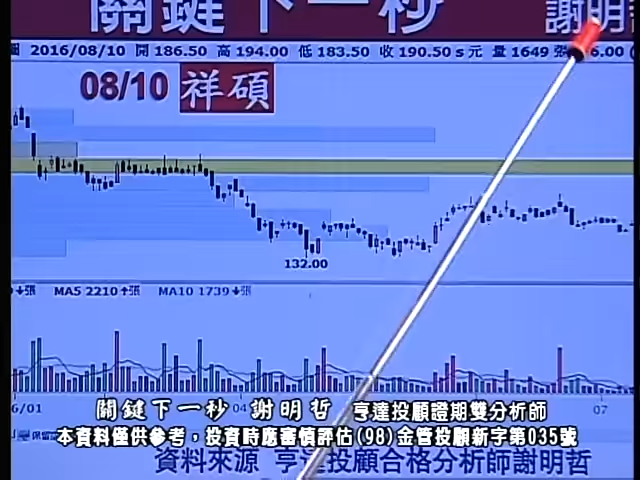 關鍵下一秒 謝明哲
圖 2016/08/10 開 186.50 高 194.00 低 183.50 收 190.50 s 元 量 1649 張
08/10 祥碩
132.00
↓張 MA5 2210↑張 MA10 1739↓張
6/01 04 07
關鍵下一秒 謝明哲 亨達投顧證期雙分析師
本資料僅供參考，投資時應審慎評估(98)金管投顧新字第035號
資料來源 亨達投顧合格分析師謝明哲